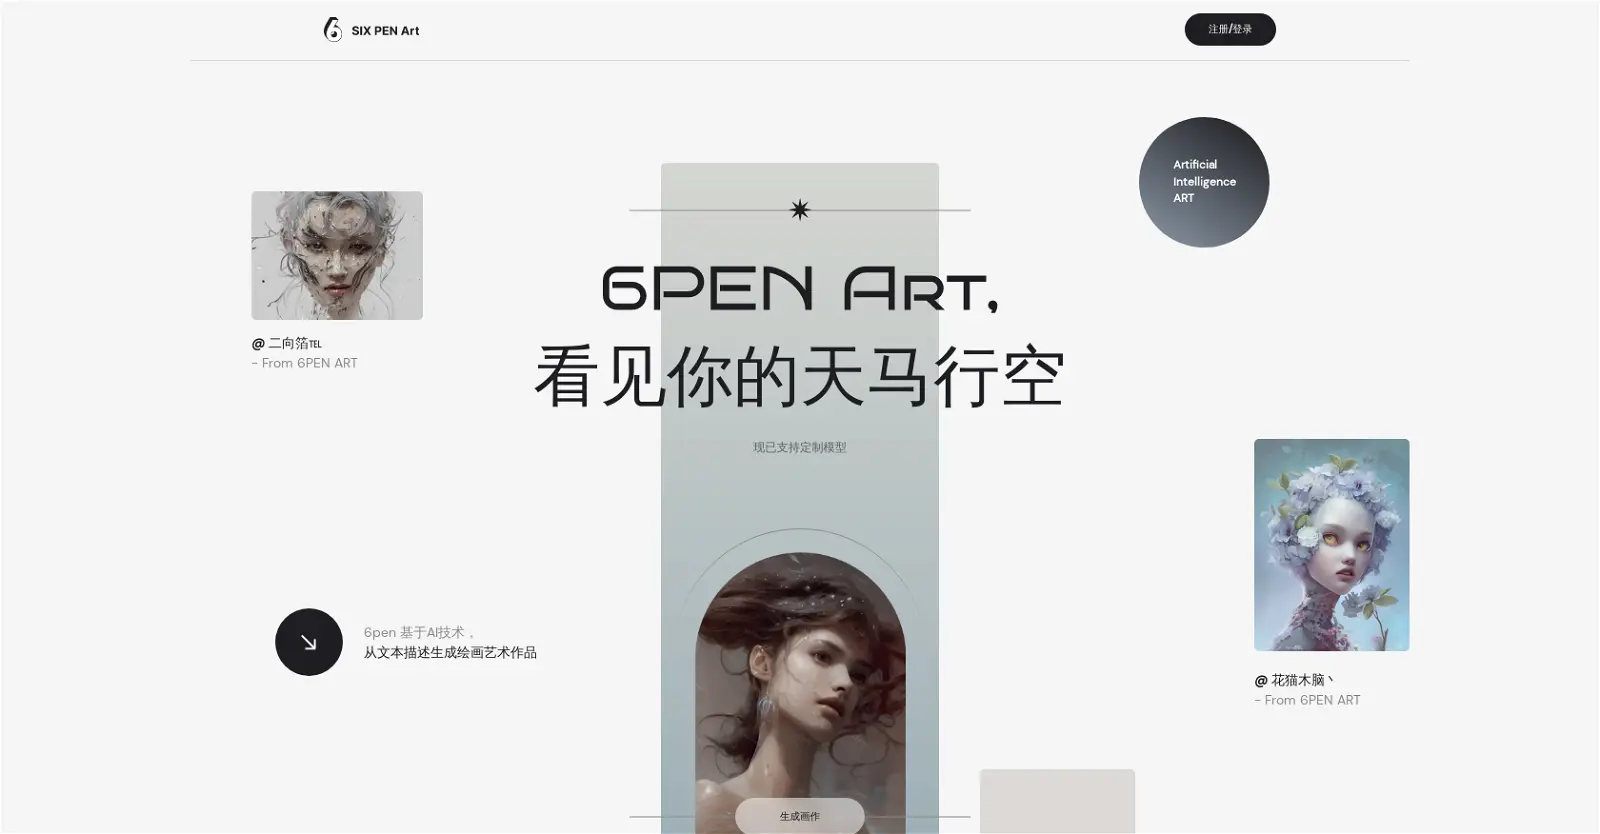 SIX PEN Art
注册/登录
Artificial
Intelligence
ART
6PEN ART,
看见你的天马行空
现已支持定制模型
@ 二向箔℡
- From 6PEN ART
6pen 基于AI技术，
从文本描述生成绘画艺术作品
@ 花猫木脑丶
- From 6PEN ART
生成画作